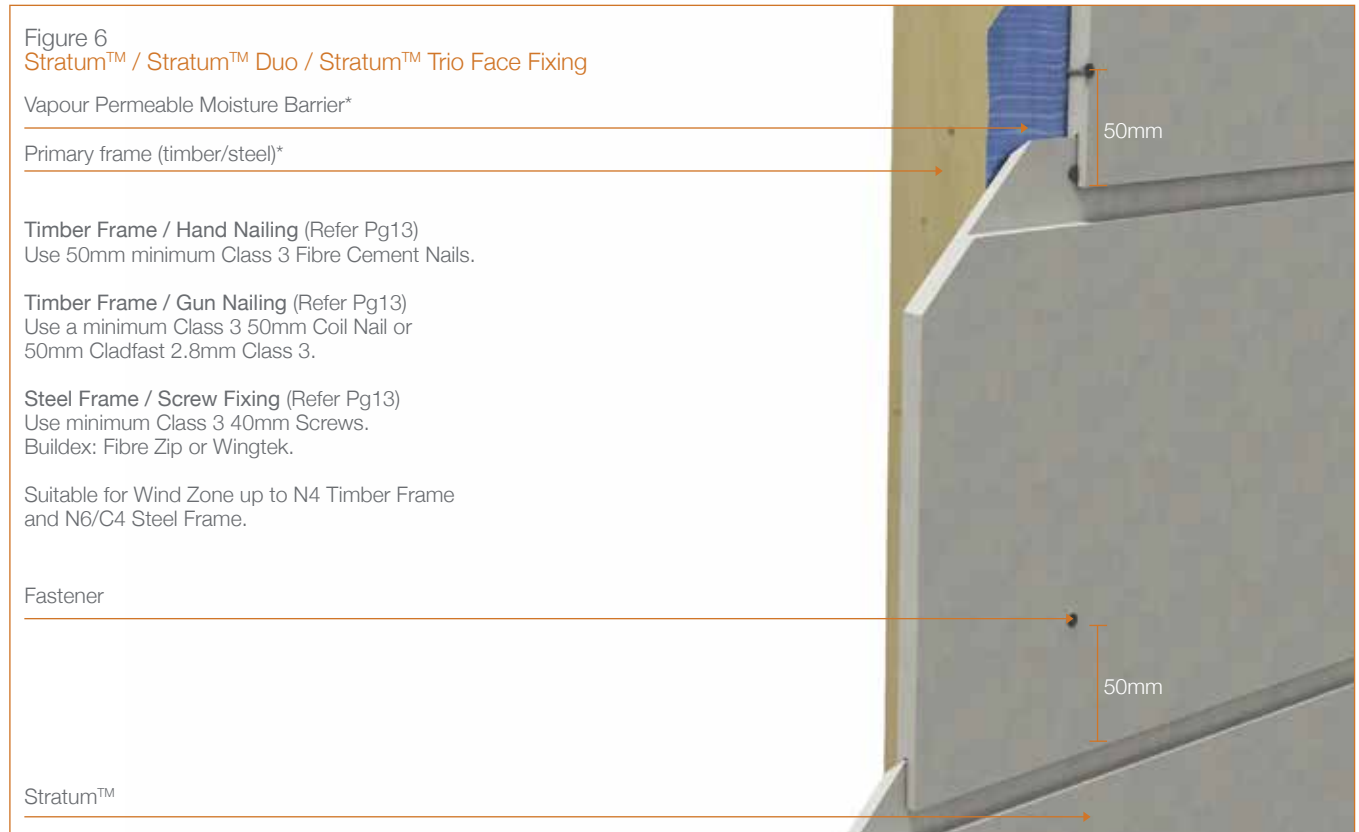 Figure 6
Stratum™ / Stratum™ Duo / Stratum™ Trio Face Fixing
Vapour Permeable Moisture Barrier*
50mm
Primary frame (timber/steel)*
Timber Frame / Hand Nailing (Refer Pg13)
Use 50mm minimum Class 3 Fibre Cement Nails.
Timber Frame / Gun Nailing (Refer Pg13)
Use a minimum Class 3 50mm Coil Nail or
50mm Cladfast 2.8mm Class 3.
Steel Frame / Screw Fixing (Refer Pg13)
Use minimum Class 3 40mm Screws.
Buildex: Fibre Zip or Wingtek.
Suitable for Wind Zone up to N4 Timber Frame
and N6/C4 Steel Frame.
Fastener
50mm
Stratum™